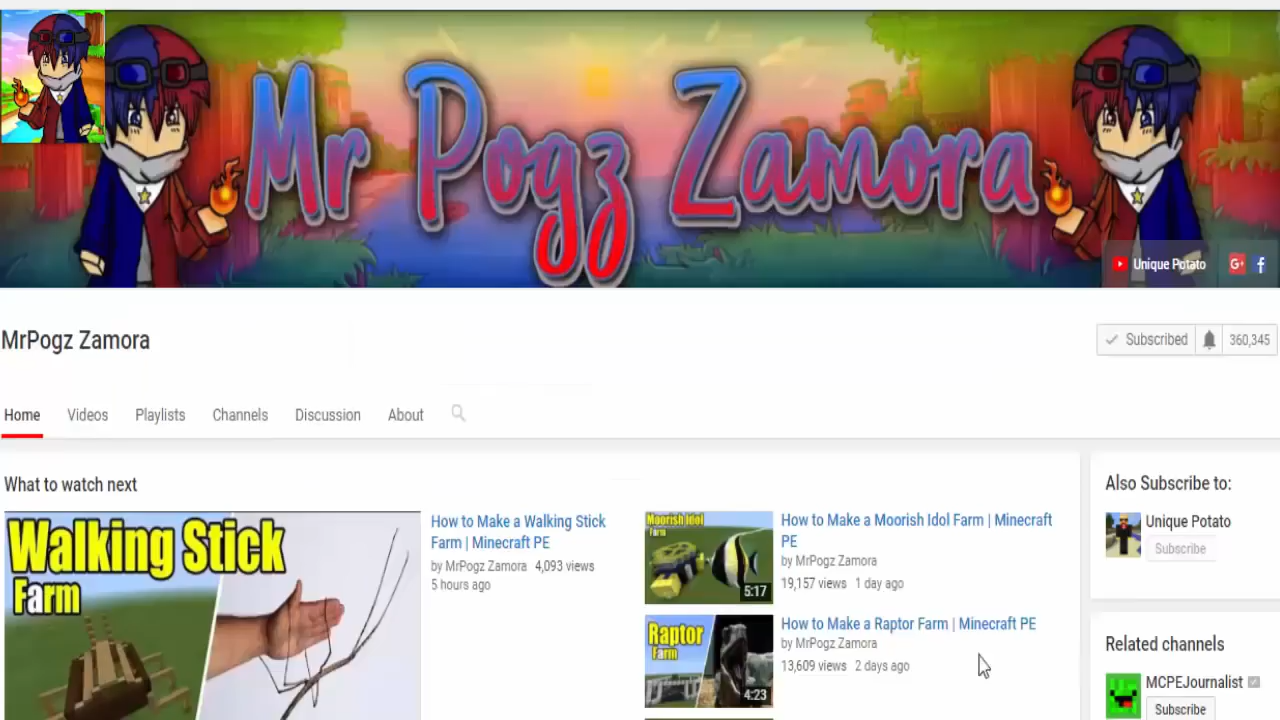 Mr Pogz Zamora
Unique Potato
G+ f
MrPogz Zamora
Subscribed 360,345
Home Videos Playlists Channels Discussion About
What to watch next
Walking Stick
Farm
How to Make a Walking Stick
Farm | Minecraft PE
by MrPogz Zamora 4,093 views
5 hours ago
Moorish Idol
Farm
5:17
How to Make a Moorish Idol Farm | Minecraft
PE
by MrPogz Zamora
19,157 views 1 day ago
Raptor
Farm
4:23
How to Make a Raptor Farm | Minecraft PE
by MrPogz Zamora
13,609 views 2 days ago
Also Subscribe to:
Unique Potato
Subscribe
Related channels
MCPEJournalist
Subscribe